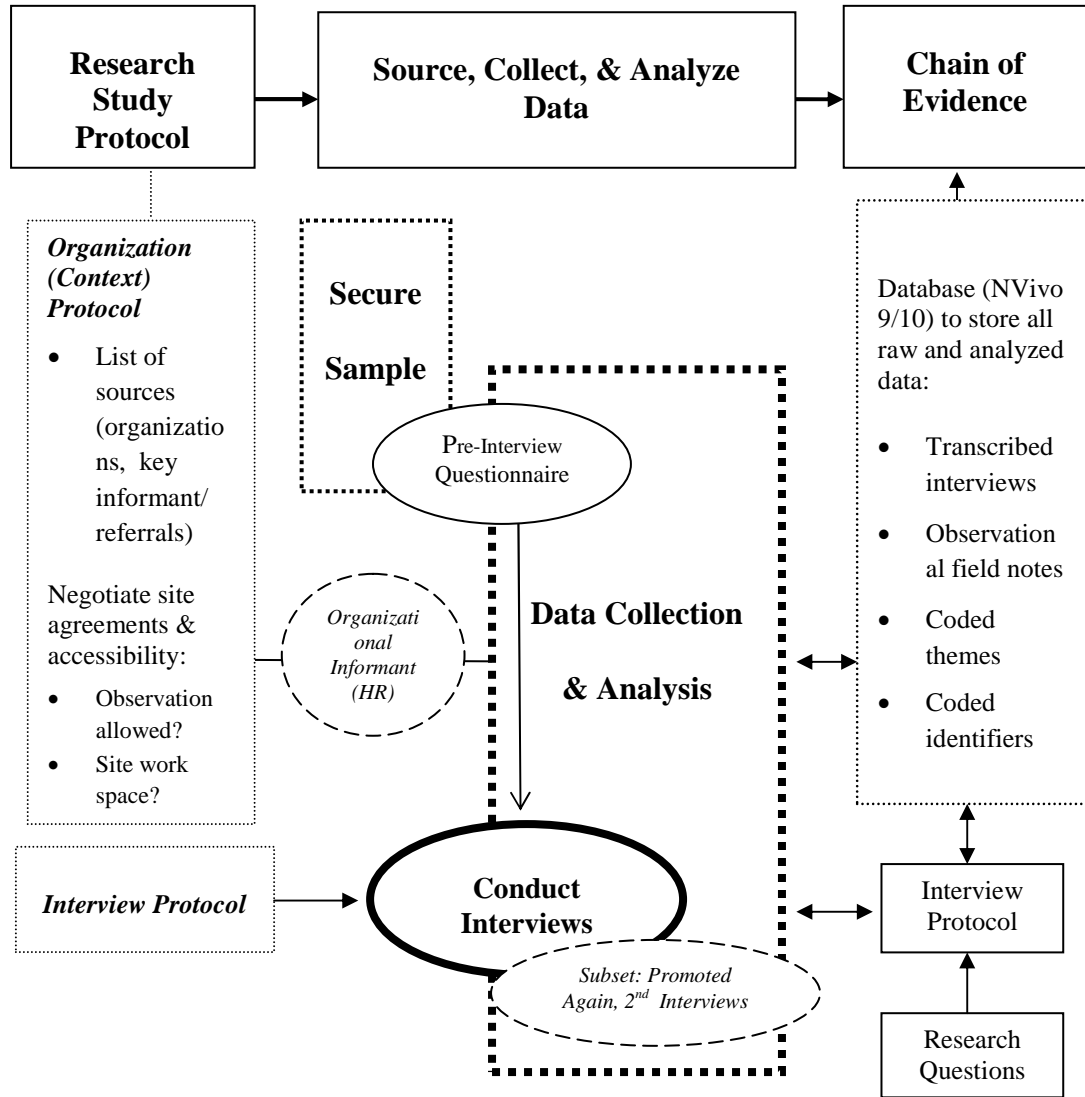 Research
Study
Protocol
Source, Collect, & Analyze
Data
Chain of
Evidence
Organization
(Context)
Protocol
• List of
sources
(organizatio
ns, key
informant/
referrals)
Negotiate site
agreements &
accessibility:
• Observation
allowed?
• Site work
space?
Secure
Sample
Pre-Interview
Questionnaire
Organizati
onal
Informant
(HR)
Data Collection
& Analysis
Database (NVivo
9/10) to store all
raw and analyzed
data:
• Transcribed
interviews
• Observation
al field notes
• Coded
themes
• Coded
identifiers
Interview Protocol
Conduct
Interviews
Subset: Promoted
Again, 2nd Interviews
Interview
Protocol
Research
Questions